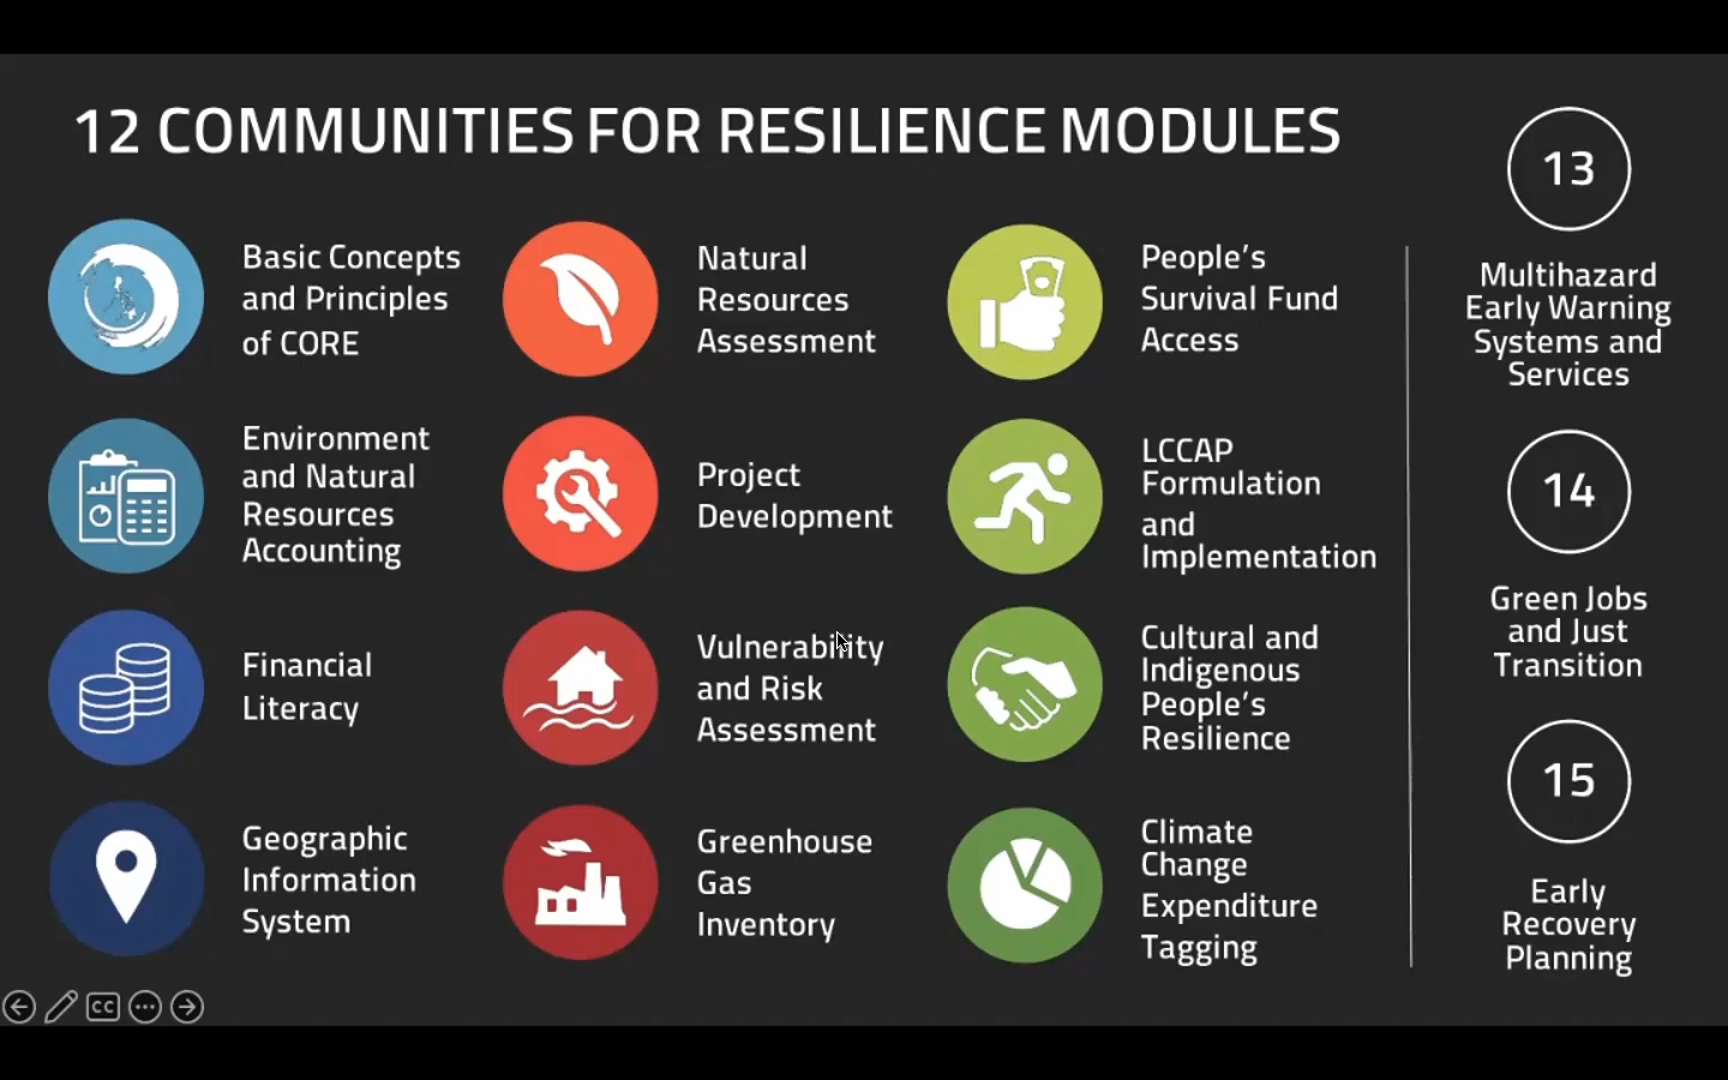 12 COMMUNITIES FOR RESILIENCE MODULES
Basic Concepts
and Principles
of CORE
Environment
and Natural
Resources
Accounting
Financial
Literacy
Geographic
Information
System
Natural
Resources
Assessment
Project
Development
Vulnerability
and Risk
Assessment
Greenhouse
Gas
Inventory
People's
Survival Fund
Access
LCCAP
Formulation
and
Implementation
Cultural and
Indigenous
People's
Resilience
Climate
Change
Expenditure
Tagging
13
Multihazard
Early Warning
Systems and
Services
14
Green Jobs
and Just
Transition
15
Early
Recovery
Planning
CC